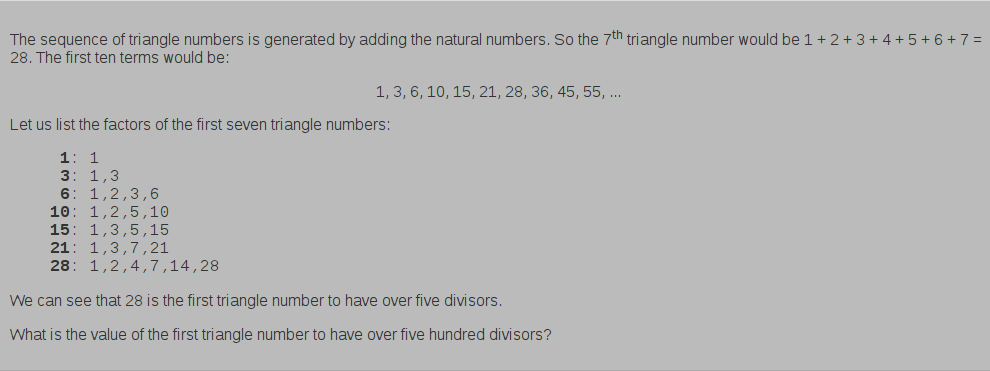 The sequence of triangle numbers is generated by adding the natural numbers. So the 7th triangle number would be 1 + 2 + 3 + 4 + 5 + 6 + 7 =
28. The first ten terms would be:
1, 3, 6, 10, 15, 21, 28, 36, 45, 55, ...
Let us list the factors of the first seven triangle numbers:
1: 1
3: 1,3
6: 1,2,3,6
10: 1,2,5,10
15: 1,3,5,15
21: 1,3,7,21
28: 1,2,4,7,14,28
We can see that 28 is the first triangle number to have over five divisors.
What is the value of the first triangle number to have over five hundred divisors?